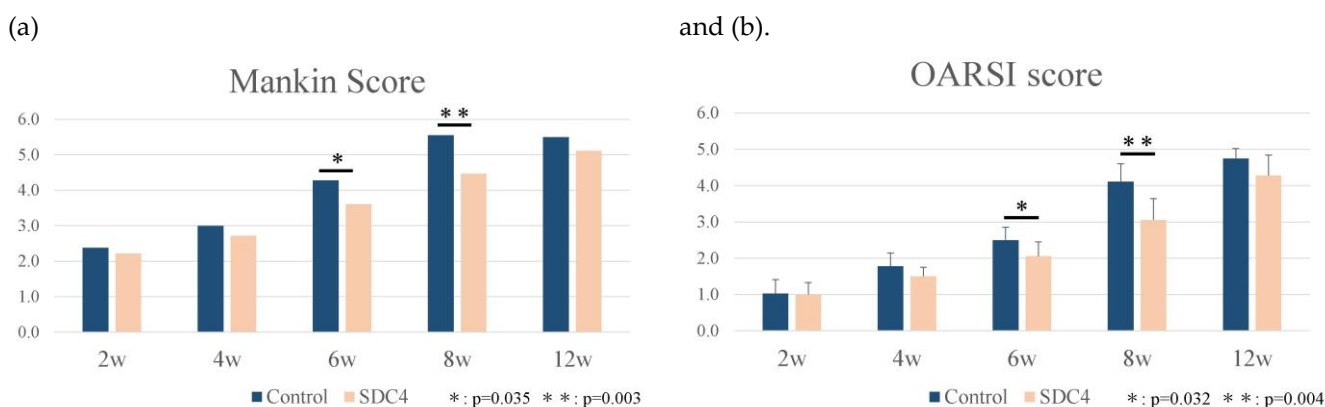 (a)
and (b).
Mankin Score
* *
*
6.0
5.0
4.0
3.0
2.0
1.0
0.0
2w 4w 6w 8w 12w
Control SDC4 * : p=0.035 * * : p=0.003
OARSI score
* *
*
6.0
5.0
4.0
3.0
2.0
1.0
0.0
2w 4w 6w 8w 12w
Control SDC4 * : p=0.032 * * : p=0.004